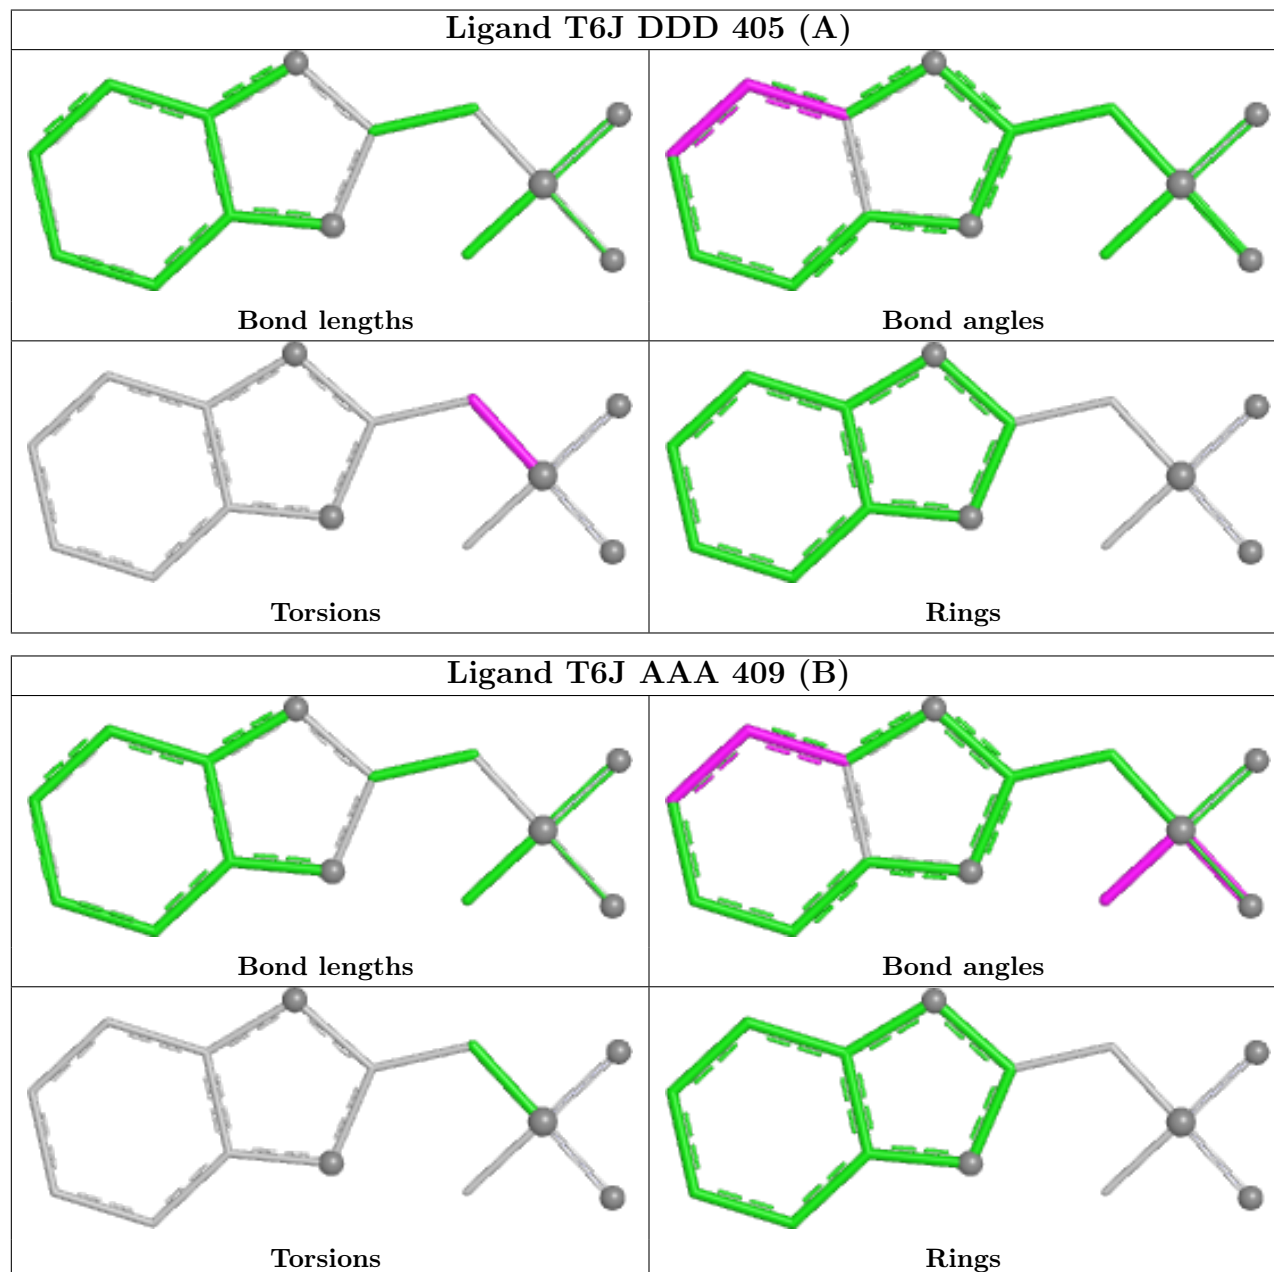 Ligand T6J DDD 405 (A)
Bond lengths
Bond angles
Torsions
Rings
Ligand T6J AAA 409 (B)
Bond lengths
Bond angles
Torsions
Rings